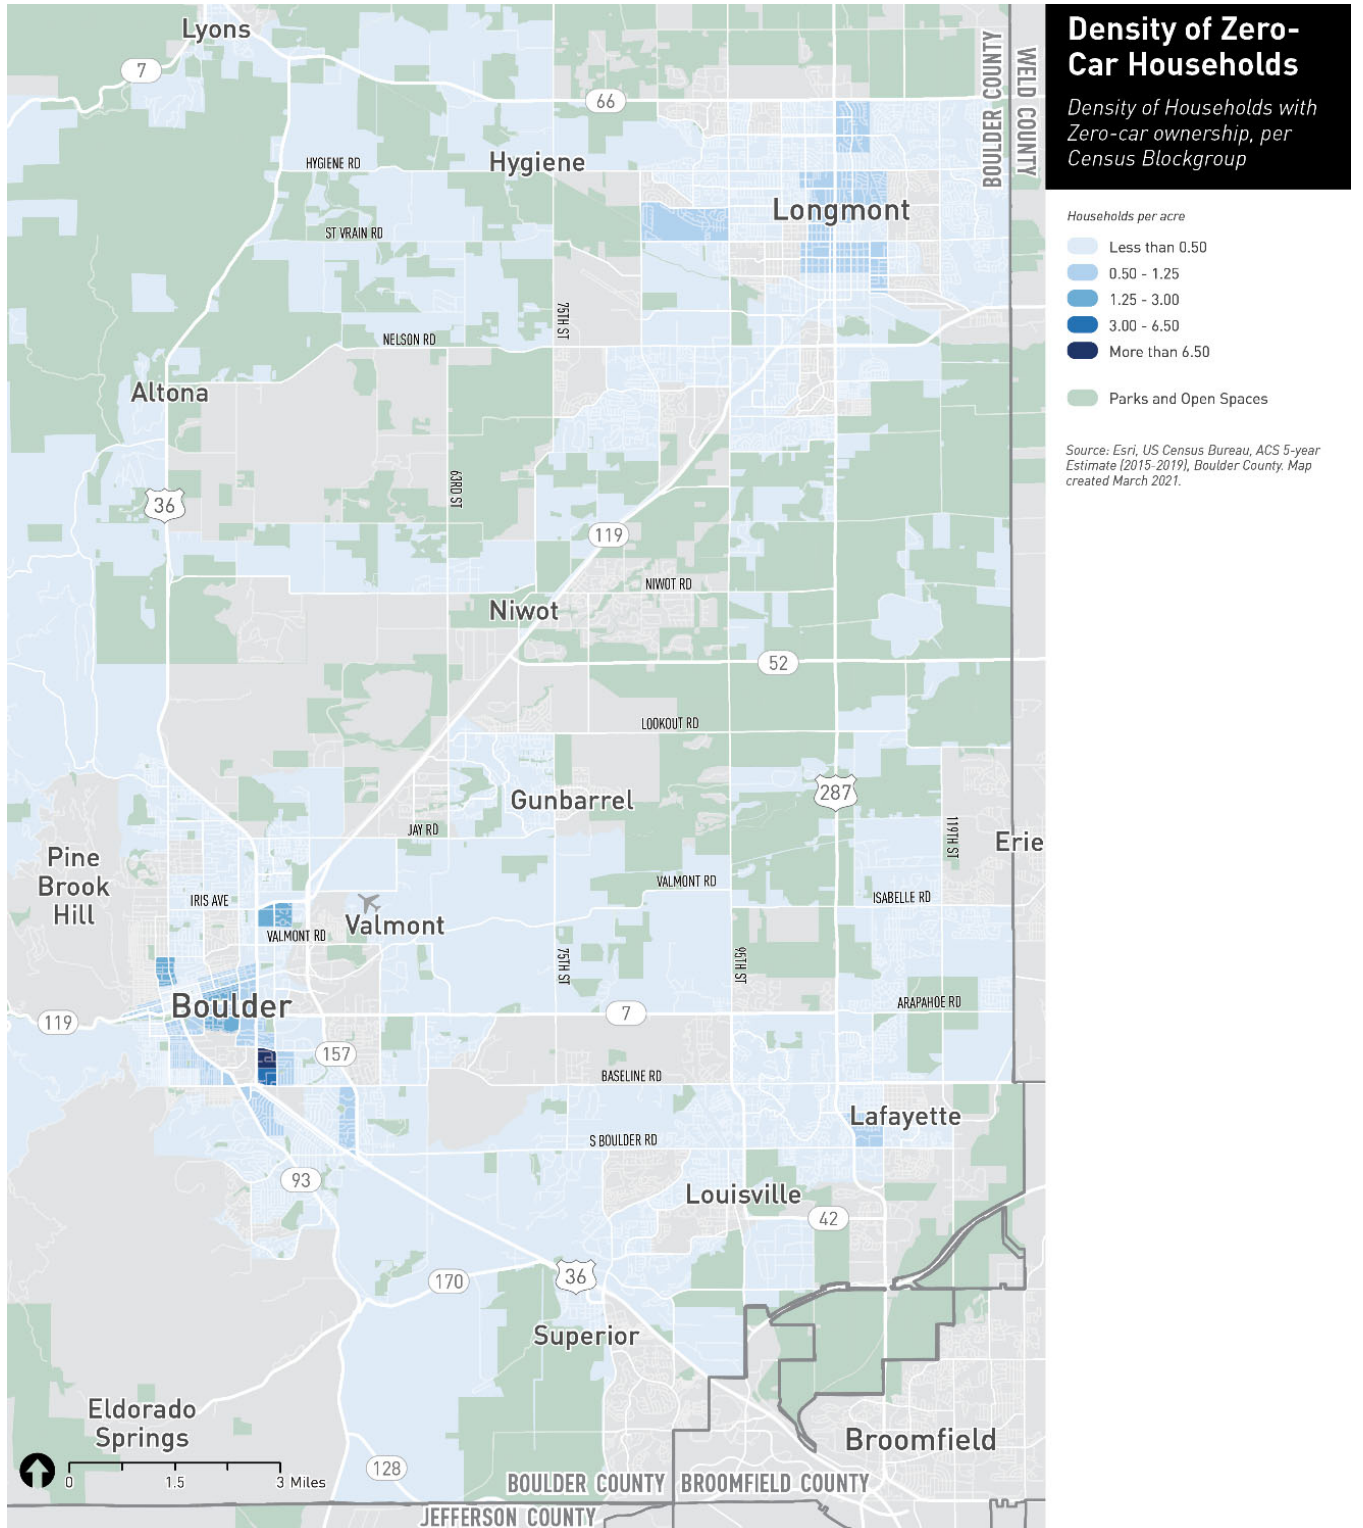 Density of Zero-
Car Households
Density of Households with
Zero-car ownership, per
Census Blockgroup
Households per acre
Less than 0.50
0.50 - 1.25
1.25 - 3.00
3.00 - 6.50
More than 6.50
Parks and Open Spaces
Source: Esri, US Census Bureau, ACS 5-year
Estimate (2015-2019), Boulder County. Map
created March 2021.
Lyons
7
66
BOULDER COUNTY
WELD COUNTY
HYGIENE RD
Hygiene
Longmont
ST VRAIN RD
75TH ST
NELSON RD
Altona
63RD ST
36
119
NIWOT RD
Niwot
52
LOOKOUT RD
287
Gunbarrel
JAY RD
119TH ST
Erie
Pine
Brook
Hill
VALMONT RD
ISABELLE RD
IRIS AVE
Valmont
VALMONT RD
75TH ST
95TH ST
Boulder
ARAPAHOE RD
7
119
157
BASELINE RD
Lafayette
S BOULDER RD
93
Louisville
42
36
170
Superior
Eldorado
Springs
Broomfield
128
0
1.5
3 Miles
BOULDER COUNTY
BROOMFIELD COUNTY
JEFFERSON COUNTY